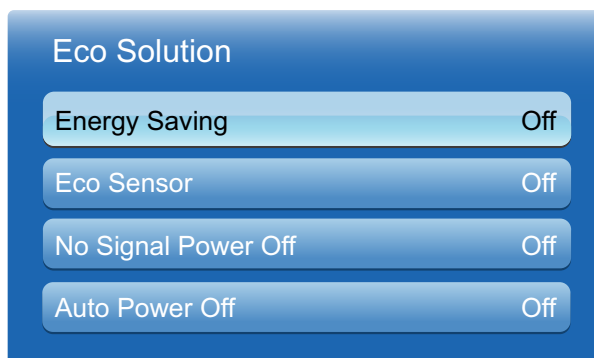 Eco Solution
Energy Saving Off
Eco Sensor Off
No Signal Power Off Off
Auto Power Off Off